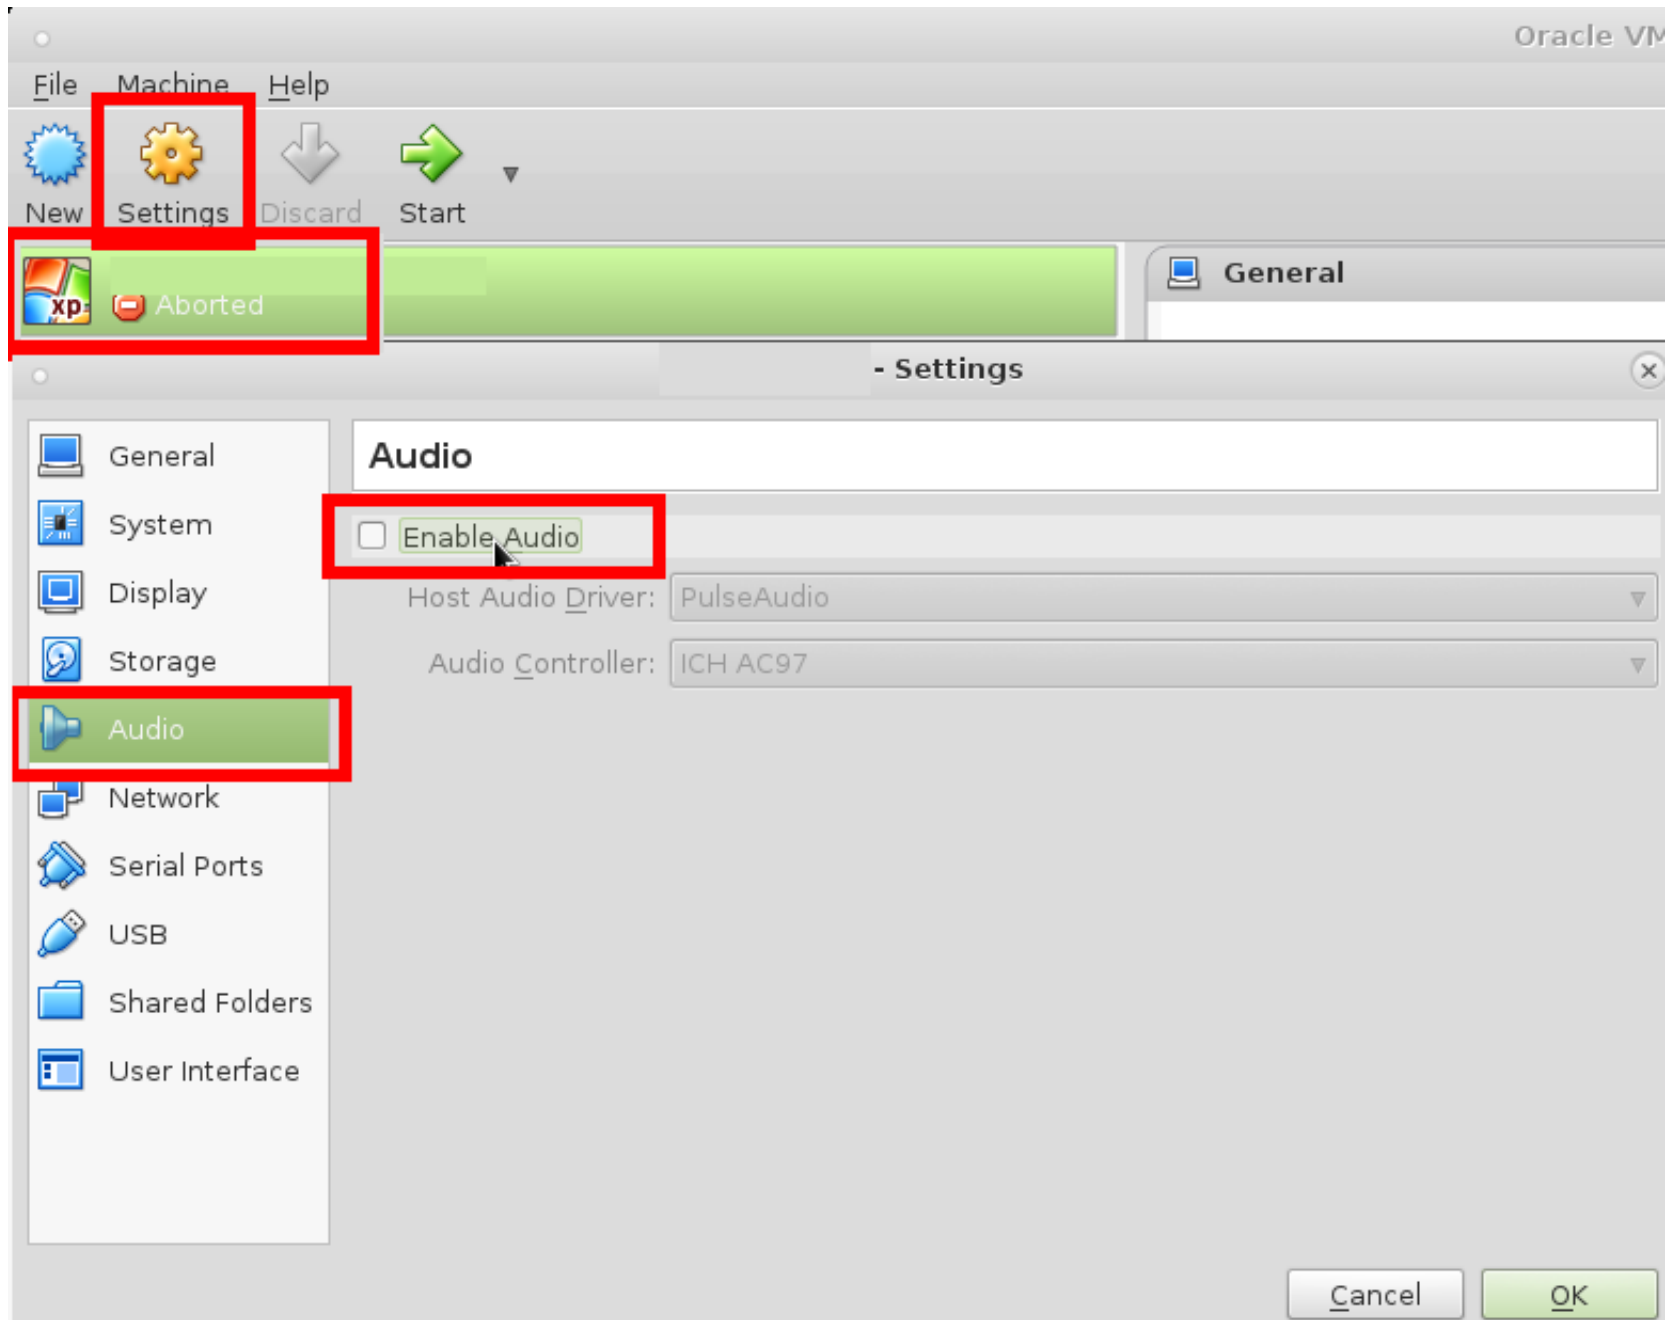 Oracle VM
File Machine Help
New Settings Discard Start
xp
Aborted
General
- Settings
General
Audio
System
Enable Audio
Display
Host Audio Driver: PulseAudio
Storage
Audio Controller: ICH AC97
Audio
Network
Serial Ports
USB
Shared Folders
User Interface
Cancel OK